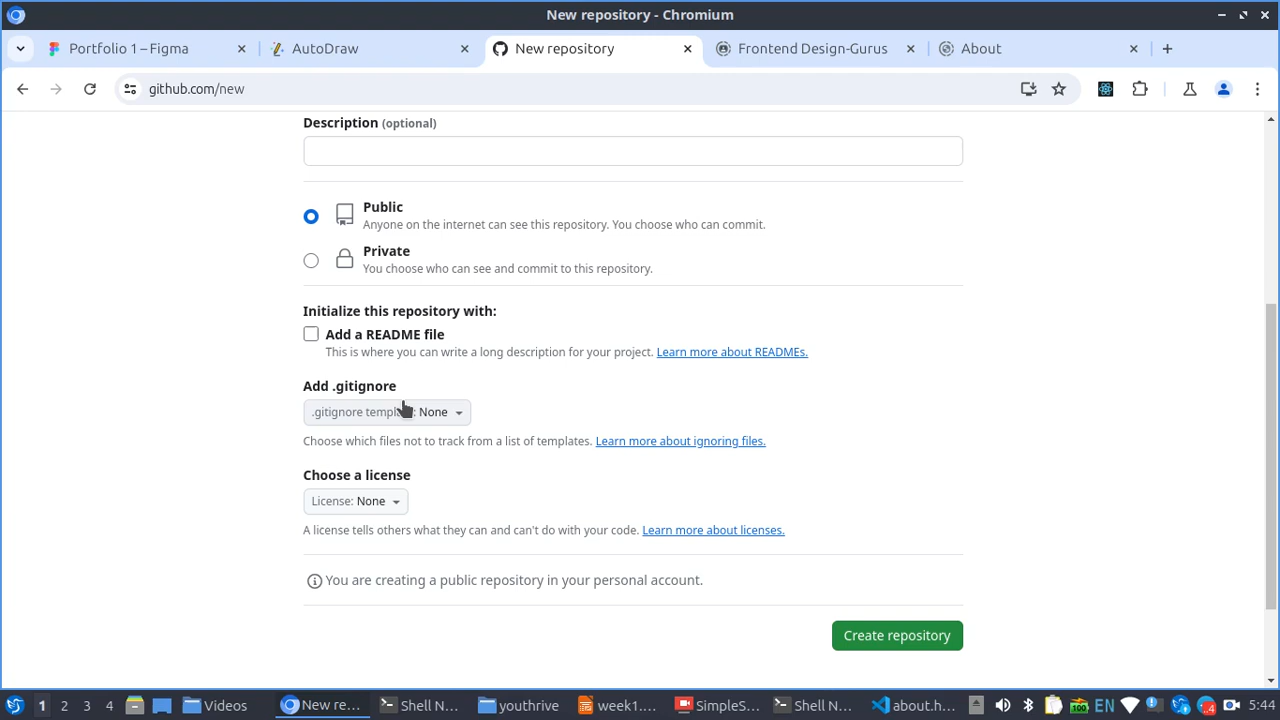 New repository - Chromium
Portfolio 1 – Figma
AutoDraw
New repository
Frontend Design-Gurus
About
github.com/new
Description (optional)
Public
Anyone on the internet can see this repository. You choose who can commit.
Private
You choose who can see and commit to this repository.
Initialize this repository with:
Add a README file
This is where you can write a long description for your project. Learn more about READMEs.
Add .gitignore
.gitignore None
Choose which files not to track from a list of templates. Learn more about ignoring files.
Choose a license
License: None
A license tells others what they can and can't do with your code. Learn more about licenses.
You are creating a public repository in your personal account.
Create repository
1 2 3 4 Videos New re... Shell N... youthrive week1.... SimpleS... Shell N... about.h... 100 EN 4 5:44